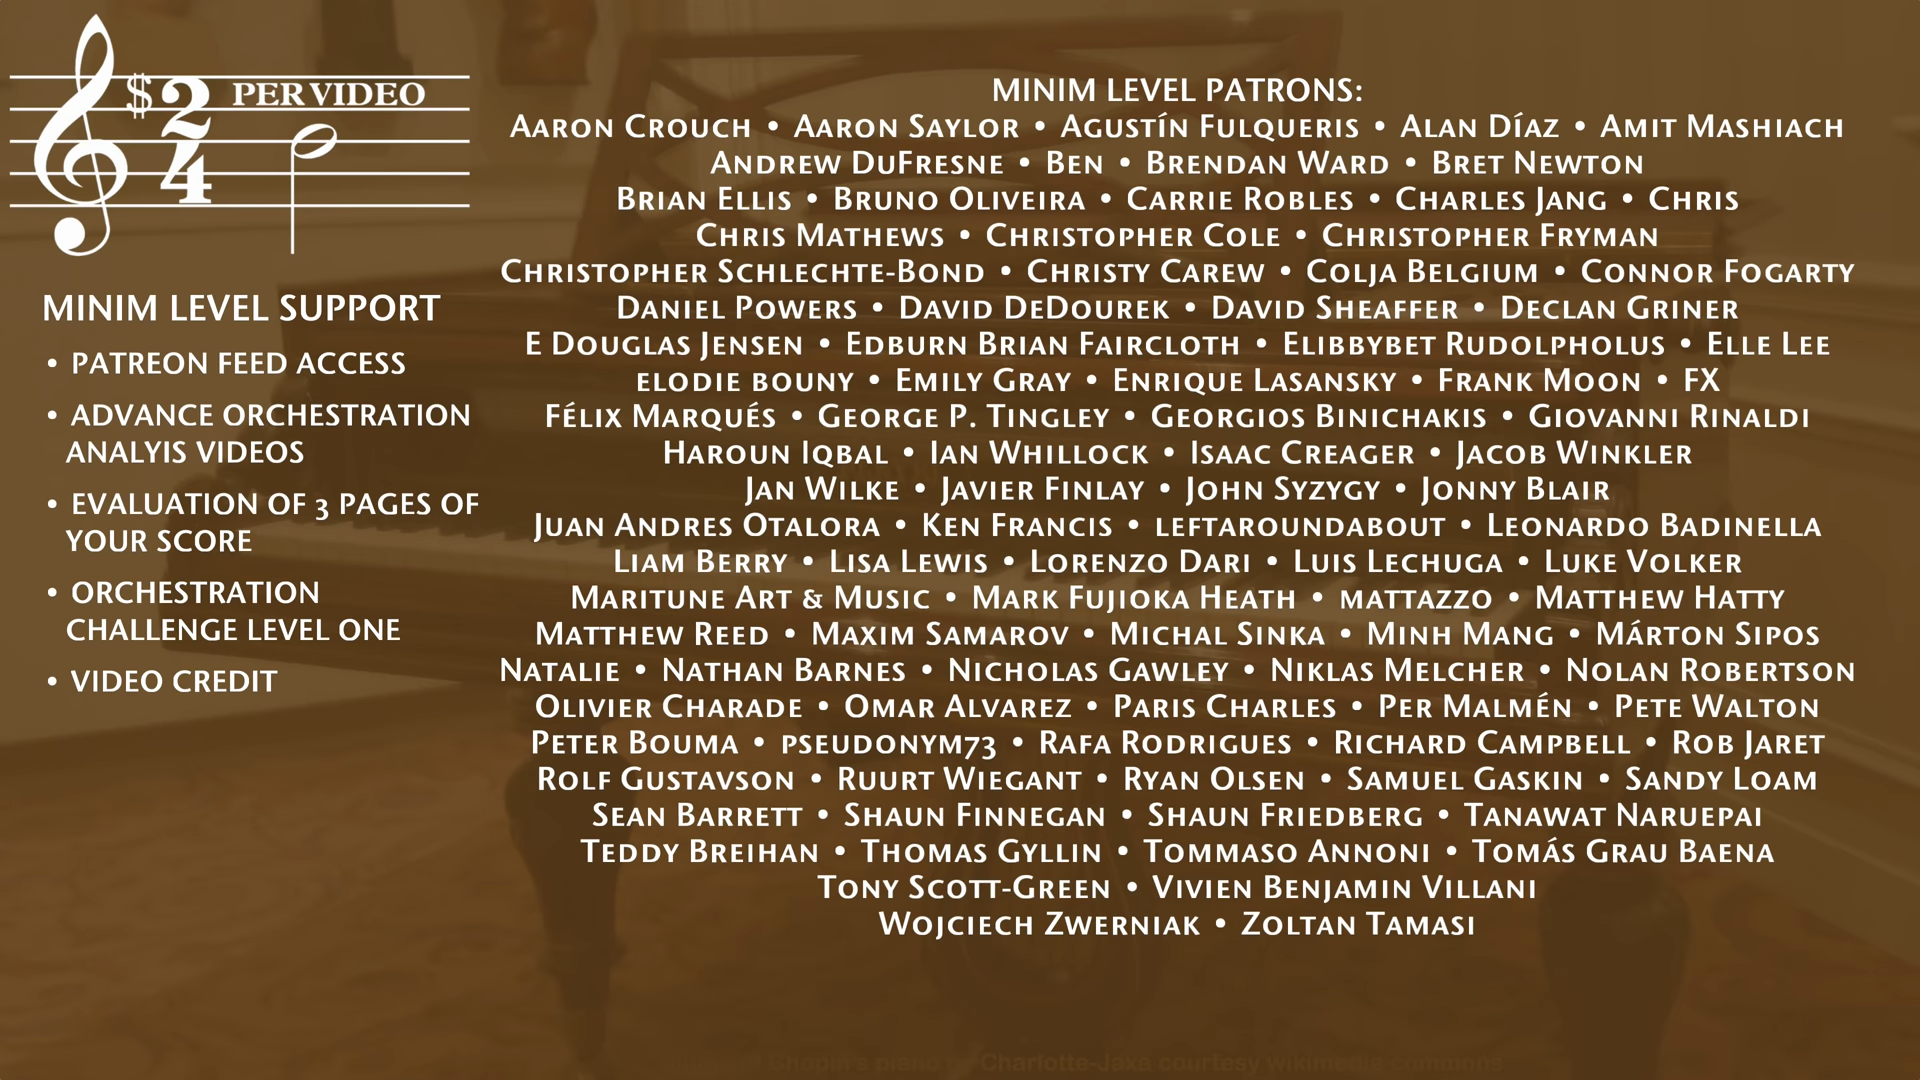 $ 2 4 PER VIDEO
MINIM LEVEL SUPPORT
• PATREON FEED ACCESS
• ADVANCE ORCHESTRATION
ANALYIS VIDEOS
• EVALUATION OF 3 PAGES OF
YOUR SCORE
• ORCHESTRATION
CHALLENGE LEVEL ONE
• VIDEO CREDIT
MINIM LEVEL PATRONS:
AARON CROUCH • AARON SAYLOR • AGUSTÍN FULQUERIS • ALAN DÍAZ • AMIT MASHIACH
ANDREW DUFRESNE • BEN • BRENDAN WARD • BRET NEWTON
BRIAN ELLIS • BRUNO OLIVEIRA • CARRIE ROBLES • CHARLES JANG • CHRIS
CHRIS MATHEWS • CHRISTOPHER COLE • CHRISTOPHER FRYMAN
CHRISTOPHER SCHLECHTE-BOND • CHRISTY CAREW • COLJA BELGIUM • CONNOR FOGARTY
DANIEL POWERS • DAVID DEDOUREK • DAVID SHEAFFER • DECLAN GRINER
E DOUGLAS JENSEN • EDBURN BRIAN FAIRCLOTH • ELIBBYBET RUDOLPHOLUS • ELLE LEE
ELODIE BOUNY • EMILY GRAY • ENRIQUE LASANSKY • FRANK MOON • FX
FÉLIX MARQUÉS • GEORGE P. TINGLEY • GEORGIOS BINICHAKIS • GIOVANNI RINALDI
HAROUN IQBAL • IAN WHILLOCK • ISAAC CREAGER • JACOB WINKLER
JAN WILKE • JAVIER FINLAY • JOHN SYZYGY • JONNY BLAIR
JUAN ANDRES OTALORA • KEN FRANCIS • LEFTAROUNDABOUT • LEONARDO BADINELLA
LIAM BERRY • LISA LEWIS • LORENZO DARI • LUIS LECHUGA • LUKE VOLKER
MARITUNE ART & MUSIC • MARK FUJIOKA HEATH • MATTAZZO • MATTHEW HATTY
MATTHEW REED • MAXIM SAMAROV • MICHAL SINKA • MINH MANG • MÁRTON SIPOS
NATALIE • NATHAN BARNES • NICHOLAS GAWLEY • NIKLAS MELCHER • NOLAN ROBERTSON
OLIVIER CHARADE • OMAR ALVAREZ • PARIS CHARLES • PER MALMÉN • PETE WALTON
PETER BOUMA • PSEUDONYM73 • RAFA RODRIGUES • RICHARD CAMPBELL • ROB JARET
ROLF GUSTAVSON • RUURT WIEGANT • RYAN OLSEN • SAMUEL GASKIN • SANDY LOAM
SEAN BARRETT • SHAUN FINNEGAN • SHAUN FRIEDBERG • TANAWAT NARUEPAI
TEDDY BREIHAN • THOMAS GYLLIN • TOMMASO ANNONI • TOMÁS GRAU BAENA
TONY SCOTT-GREEN • VIVIEN BENJAMIN VILLANI
WOJCIECH ZWERNIAK • ZOLTAN TAMASI
Chopin's piano by Charlotte-Jaxa courtesy wikimedia commons